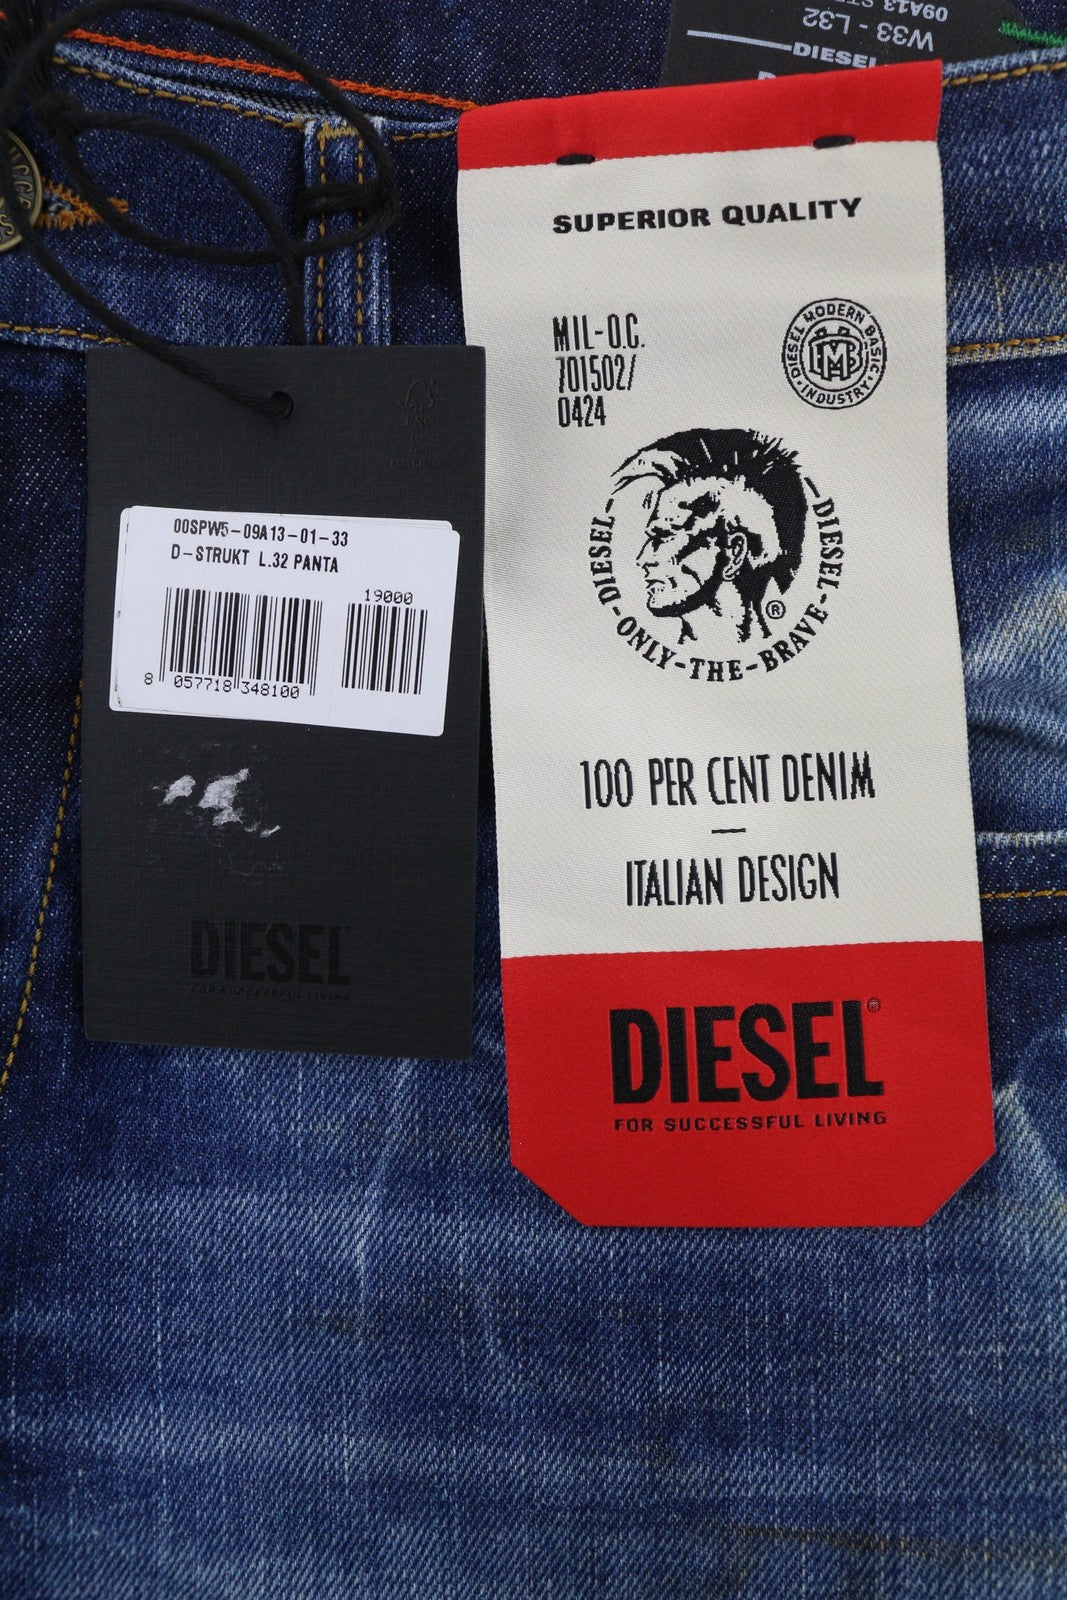 09A13
W33 - L32
DIESEL
SUPERIOR QUALITY
MIL-O.C.
701502/
0424
DIESEL MODERN BASIC
INDUSTRY
DMBI
DIESEL-ONLY-THE-BRAVE-DIESEL
®
100 PER CENT DENIM
—
ITALIAN DESIGN
DIESEL®
FOR SUCCESSFUL LIVING
00SPW5-09A13-01-33
D-STRUKT L.32 PANTA
19000
8 057718 348100
DIESEL
FOR SUCCESSFUL LIVING